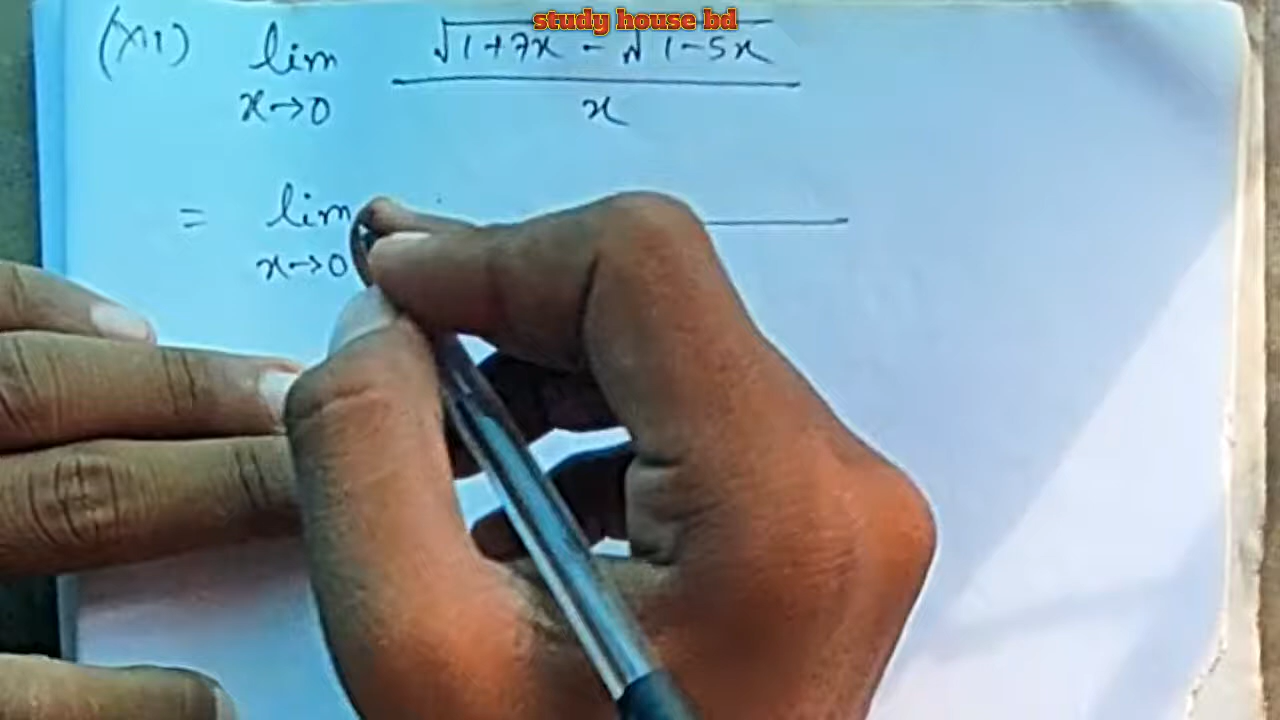 study house bd
(XI) lim √1+7x - √1-5x
x→0 x
= lim
x→0